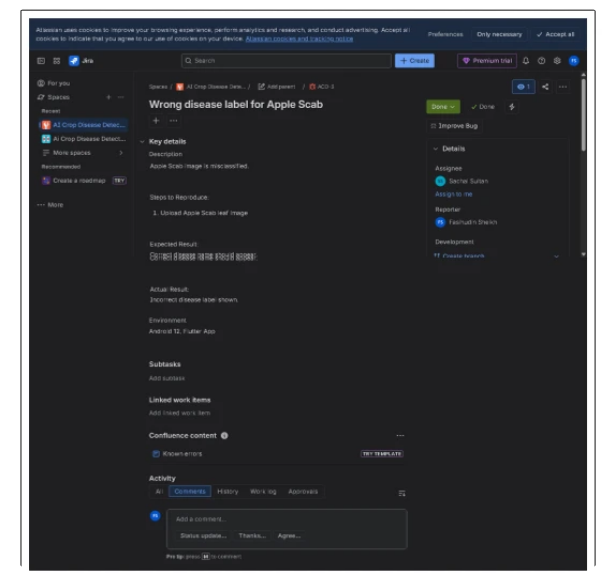 Atlassian uses cookies to improve your browsing experience, perform analytics and research, and conduct advertising. Accept all
cookies to indicate that you agree to our use of cookies on your device. Atlassian cookies and tracking notice
Preferences Only necessary Accept all
Jira
Search
+ Create
Premium trial
For you
Spaces
Recent
AI Crop Disease Detec...
Ai Crop Disease Detect...
More spaces
Recommended
Create a roadmap TRY
More
Spaces / AI Crop Disease Dete... / Add parent /
Wrong disease label for Apple Scab
Key details
Description
Apple Scab image is misclassified.
Steps to Reproduce:
1. Upload Apple Scab leaf image
Expected Result:
Actual Result:
Incorrect disease label shown.
Environment
Android 12, Flutter App
Subtasks
Add subtask
Linked work items
Add linked work item
Confluence content
Known errors TRY TEMPLATE
Activity
All Comments History Work log Approvals
Add a comment...
Status update... Thanks... Agree...
Pro tip: press M to comment
1
Done Done
Improve Bug
Details
Assignee
Assign to me
Reporter
Development
Create branch